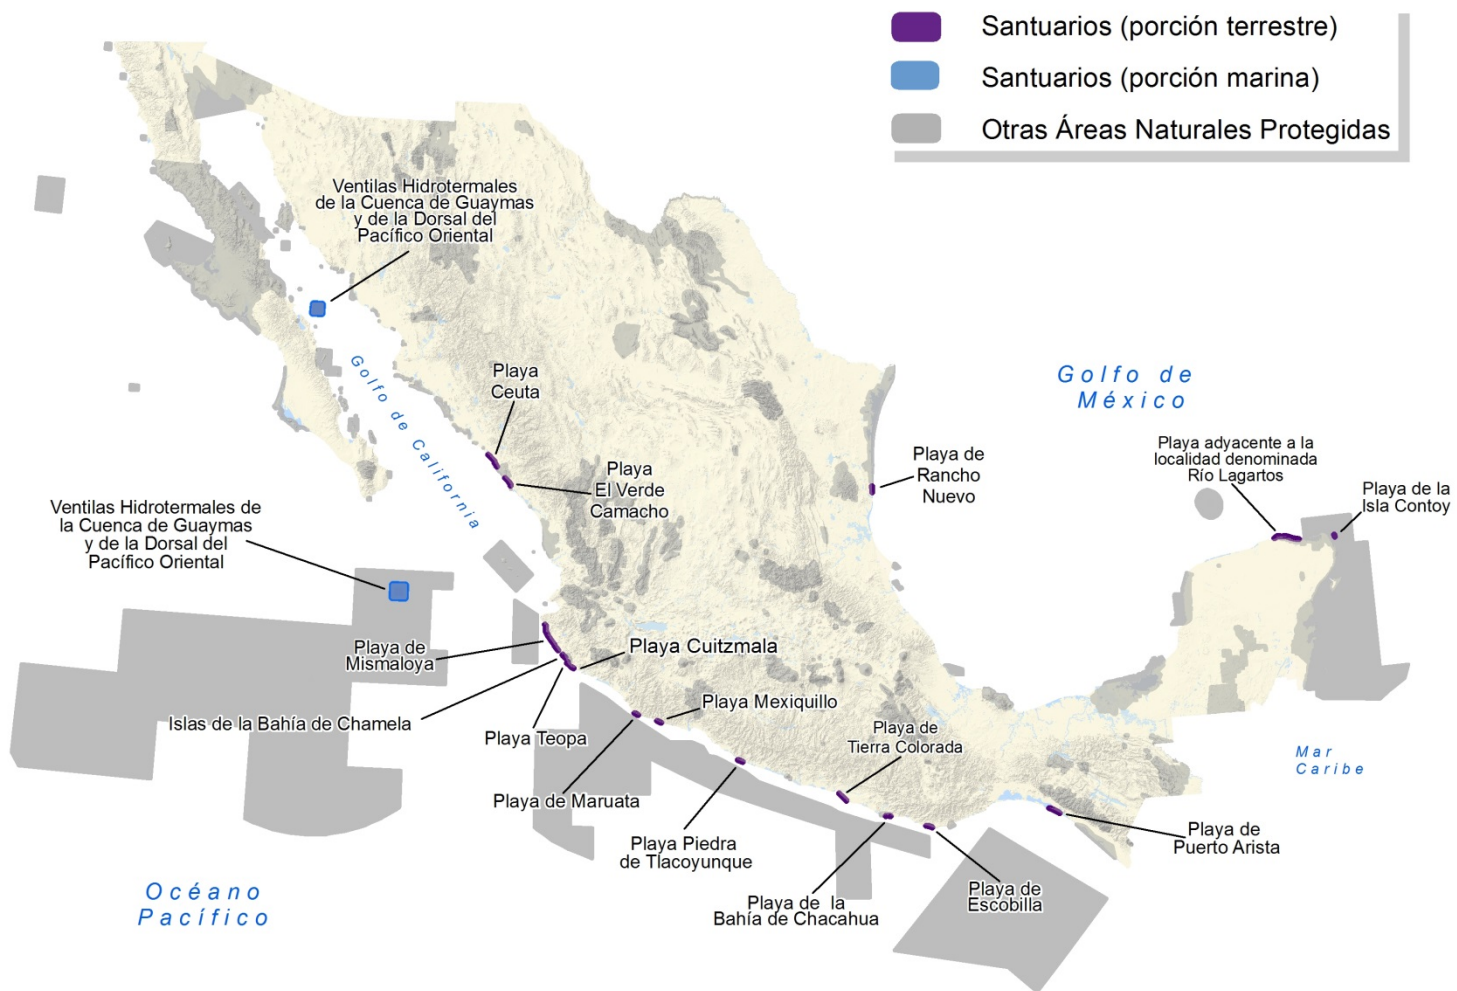 Santuarios (porción terrestre)
Santuarios (porción marina)
Otras Áreas Naturales Protegidas
Ventilas Hidrotermales
de la Cuenca de Guaymas
y de la Dorsal del
Pacífico Oriental
Golfo de California
Playa
Ceuta
Playa
El Verde
Camacho
Golfo de
México
Playa de
Rancho
Nuevo
Playa adyacente a la
localidad denominada
Río Lagartos
Playa de la
Isla Contoy
Ventilas Hidrotermales de
la Cuenca de Guaymas
y de la Dorsal del
Pacífico Oriental
Playa de
Mismaloya
Playa Cuitzmala
Islas de la Bahía de Chamela
Playa Teopa
Playa Mexiquillo
Playa de
Tierra Colorada
Mar
Caribe
Playa de Maruata
Playa Piedra
de Tlacoyunque
Playa de
Puerto Arista
Playa de la
Bahía de Chacahua
Playa de
Escobilla
Océano
Pacífico